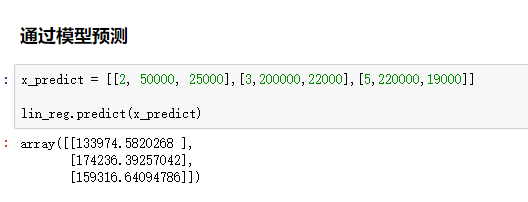 通过模型预测
: x_predict = [[2, 50000, 25000],[3,200000,22000],[5,220000,19000]]
lin_reg.predict(x_predict)
: array([[133974.5820268 ],
[174236.39257042],
[159316.64094786]])